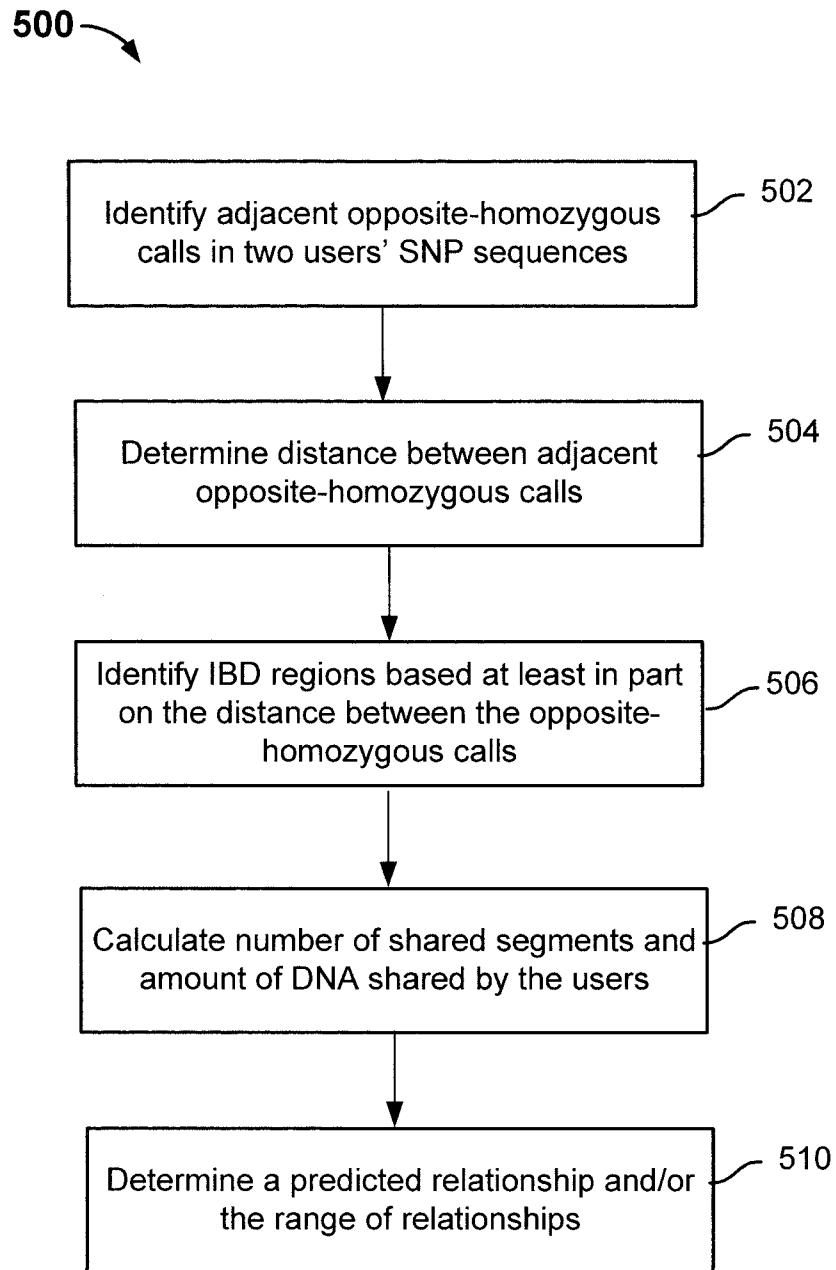 500
Identify adjacent opposite-homozygous
calls in two users’ SNP sequences
502
Determine distance between adjacent
opposite-homozygous calls
504
Identify IBD regions based at least in part
on the distance between the opposite-
homozygous calls
506
Calculate number of shared segments and
amount of DNA shared by the users
508
Determine a predicted relationship and/or
the range of relationships
510